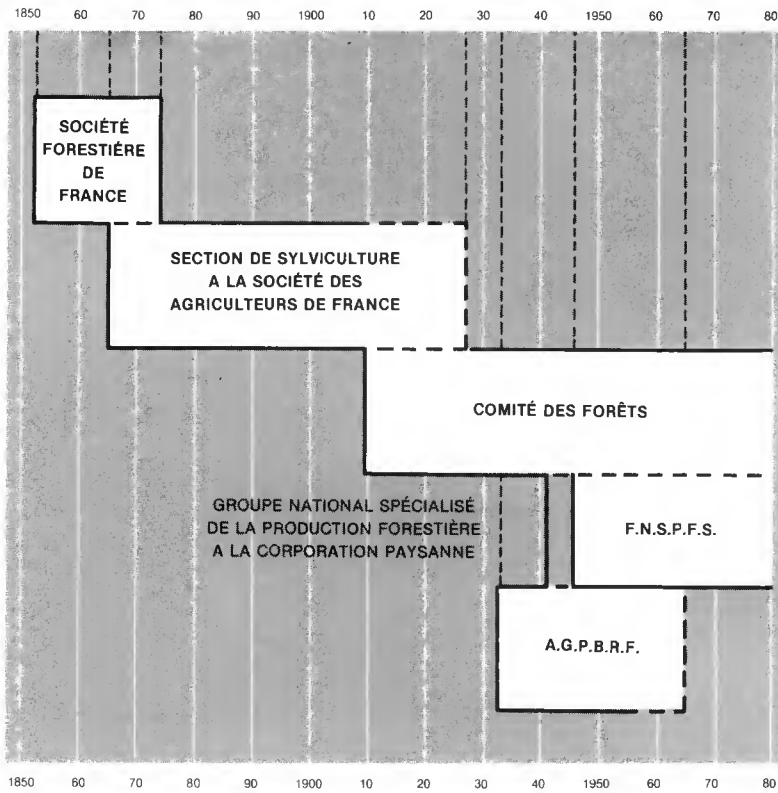 1850 60 70 80 90 1900 10 20 30 40 1950 60 70 80
SOCIÉTÉ
FORESTIÉRE
DE
FRANCE
SECTION DE SYLVICULTURE
A LA SOCIÉTÉ DES
AGRICULTEURS DE FRANCE
COMITÉ DES FORÊTS
GROUPE NATIONAL SPÉCIALISÉ
DE LA PRODUCTION FORESTIÈRE
A LA CORPORATION PAYSANNE
F.N.S.P.F.S.
A.G.P.B.R.F.
1850 60 70 80 90 1900 10 20 30 40 1950 60 70 80